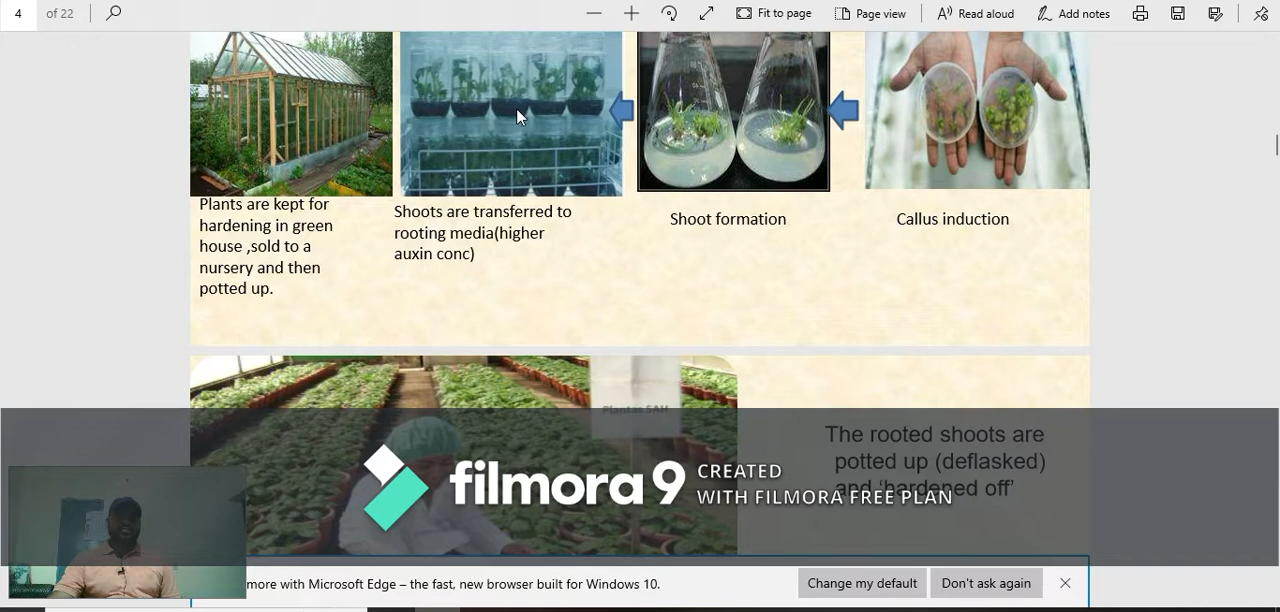 4 of 22
Fit to page
Page view
Read aloud
Add notes
Plants are kept for
hardening in green
house ,sold to a
nursery and then
potted up.
Shoots are transferred to
rooting media(higher
auxin conc)
Shoot formation
Callus induction
Plantas SAH
The rooted shoots are
potted up (deflasked)
and 'hardened off'
filmora 9
CREATED
WITH FILMORA FREE PLAN
more with Microsoft Edge – the fast, new browser built for Windows 10.
Change my default
Don't ask again